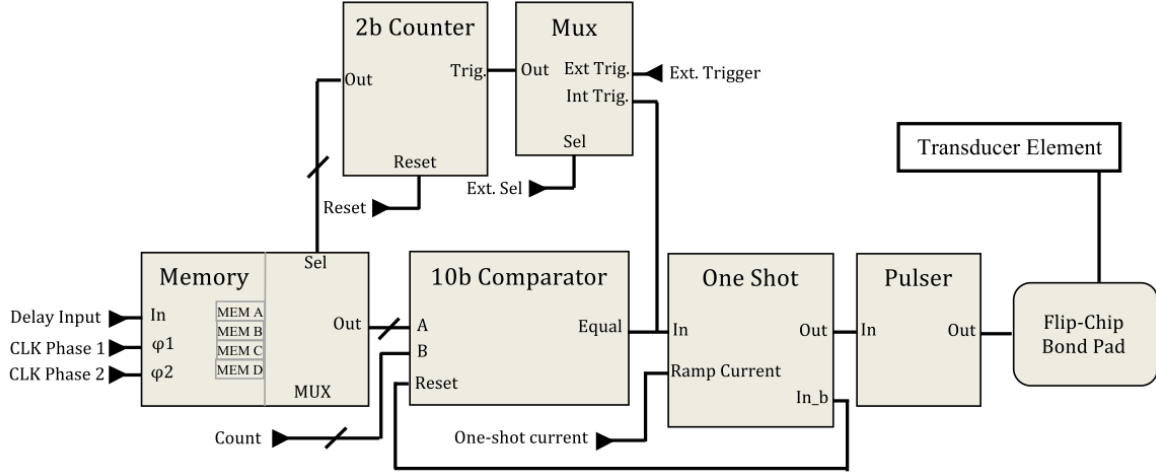 2b Counter
Out
Trig.
Reset
Mux
Out
Ext Trig.
Int Trig.
Sel
Ext. Trigger
Ext. Sel
Reset
Transducer Element
Memory
Sel
MEM A
MEM B
MEM C
MEM D
In
φ1
φ2
Out
MUX
Delay Input
CLK Phase 1
CLK Phase 2
10b Comparator
A
B
Reset
Equal
Count
One Shot
In
Out
Ramp Current
In_b
One-shot current
Pulser
In
Out
Flip-Chip
Bond Pad